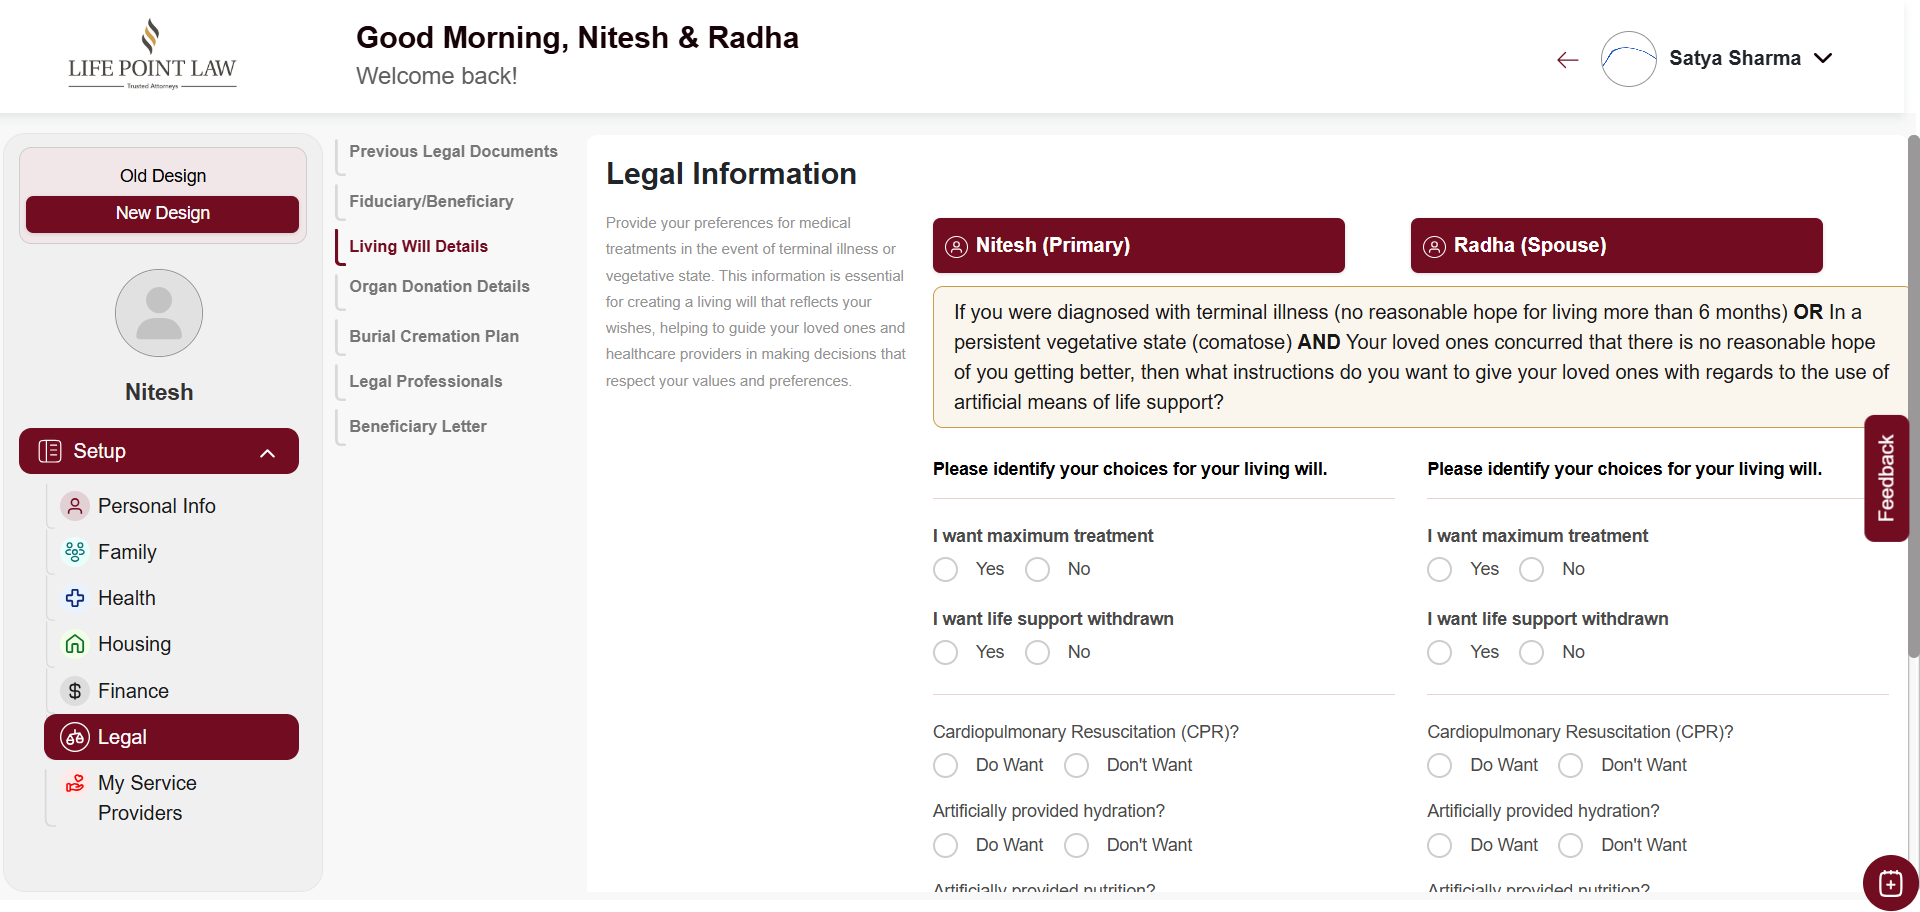 LIFE POINT LAW
Trusted Attorneys
Good Morning, Nitesh & Radha
Welcome back!
Satya Sharma
Old Design
New Design
Nitesh
Setup
Personal Info
Family
Health
Housing
Finance
Legal
My Service
Providers
Previous Legal Documents
Fiduciary/Beneficiary
Living Will Details
Organ Donation Details
Burial Cremation Plan
Legal Professionals
Beneficiary Letter
Legal Information
Provide your preferences for medical
treatments in the event of terminal illness or
vegetative state. This information is essential
for creating a living will that reflects your
wishes, helping to guide your loved ones and
healthcare providers in making decisions that
respect your values and preferences.
Nitesh (Primary)
Radha (Spouse)
If you were diagnosed with terminal illness (no reasonable hope for living more than 6 months) OR In a
persistent vegetative state (comatose) AND Your loved ones concurred that there is no reasonable hope
of you getting better, then what instructions do you want to give your loved ones with regards to the use of
artificial means of life support?
Please identify your choices for your living will.
I want maximum treatment
Yes No
I want life support withdrawn
Yes No
Cardiopulmonary Resuscitation (CPR)?
Do Want Don't Want
Artificially provided hydration?
Do Want Don't Want
Artificially provided nutrition?
Please identify your choices for your living will.
I want maximum treatment
Yes No
I want life support withdrawn
Yes No
Cardiopulmonary Resuscitation (CPR)?
Do Want Don't Want
Artificially provided hydration?
Do Want Don't Want
Artificially provided nutrition?
Feedback